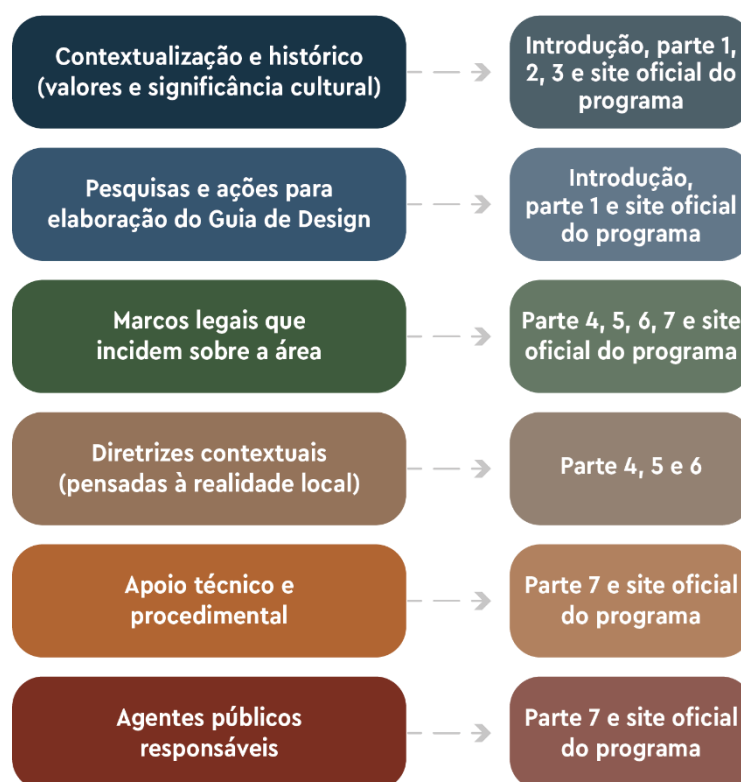 Contextualização e histórico
(valores e significância cultural)
Introdução, parte 1,
2, 3 e site oficial do
programa
Pesquisas e ações para
elaboração do Guia de Design
Introdução,
parte 1 e site oficial
do programa
Marcos legais que
incidem sobre a área
Parte 4, 5, 6, 7 e site
oficial do programa
Diretrizes contextuais
(pensadas à realidade local)
Parte 4, 5 e 6
Apoio técnico e
procedimental
Parte 7 e site oficial
do programa
Agentes públicos
responsáveis
Parte 7 e site oficial
do programa